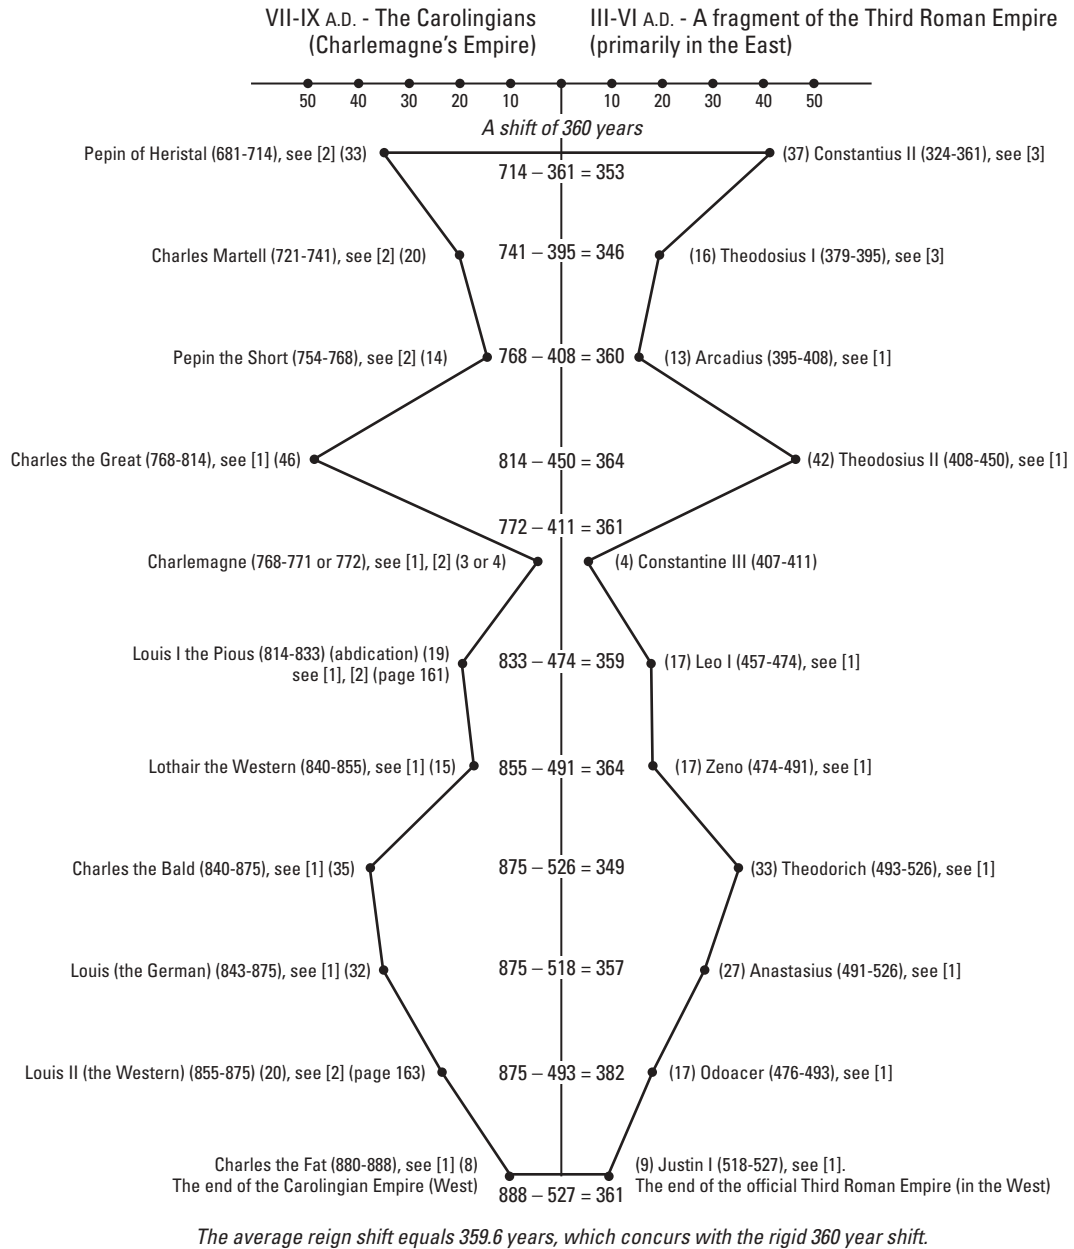 VII-IX A.D. - The Carolingians
(Charlemagne's Empire)
III-VI A.D. - A fragment of the Third Roman Empire
(primarily in the East)
50 40 30 20 10 10 20 30 40 50
A shift of 360 years
Pepin of Heristal (681-714), see [2] (33)
714 – 361 = 353
(37) Constantius II (324-361), see [3]
Charles Martell (721-741), see [2] (20)
741 – 395 = 346
(16) Theodosius I (379-395), see [3]
Pepin the Short (754-768), see [2] (14)
768 – 408 = 360
(13) Arcadius (395-408), see [1]
Charles the Great (768-814), see [1] (46)
814 – 450 = 364
(42) Theodosius II (408-450), see [1]
772 – 411 = 361
Charlemagne (768-771 or 772), see [1], [2] (3 or 4)
(4) Constantine III (407-411)
Louis I the Pious (814-833) (abdication) (19)
see [1], [2] (page 161)
833 – 474 = 359
(17) Leo I (457-474), see [1]
Lothair the Western (840-855), see [1] (15)
855 – 491 = 364
(17) Zeno (474-491), see [1]
Charles the Bald (840-875), see [1] (35)
875 – 526 = 349
(33) Theodorich (493-526), see [1]
Louis (the German) (843-875), see [1] (32)
875 – 518 = 357
(27) Anastasius (491-526), see [1]
Louis II (the Western) (855-875) (20), see [2] (page 163)
875 – 493 = 382
(17) Odoacer (476-493), see [1]
Charles the Fat (880-888), see [1] (8)
The end of the Carolingian Empire (West)
888 – 527 = 361
(9) Justin I (518-527), see [1].
The end of the official Third Roman Empire (in the West)
The average reign shift equals 359.6 years, which concurs with the rigid 360 year shift.